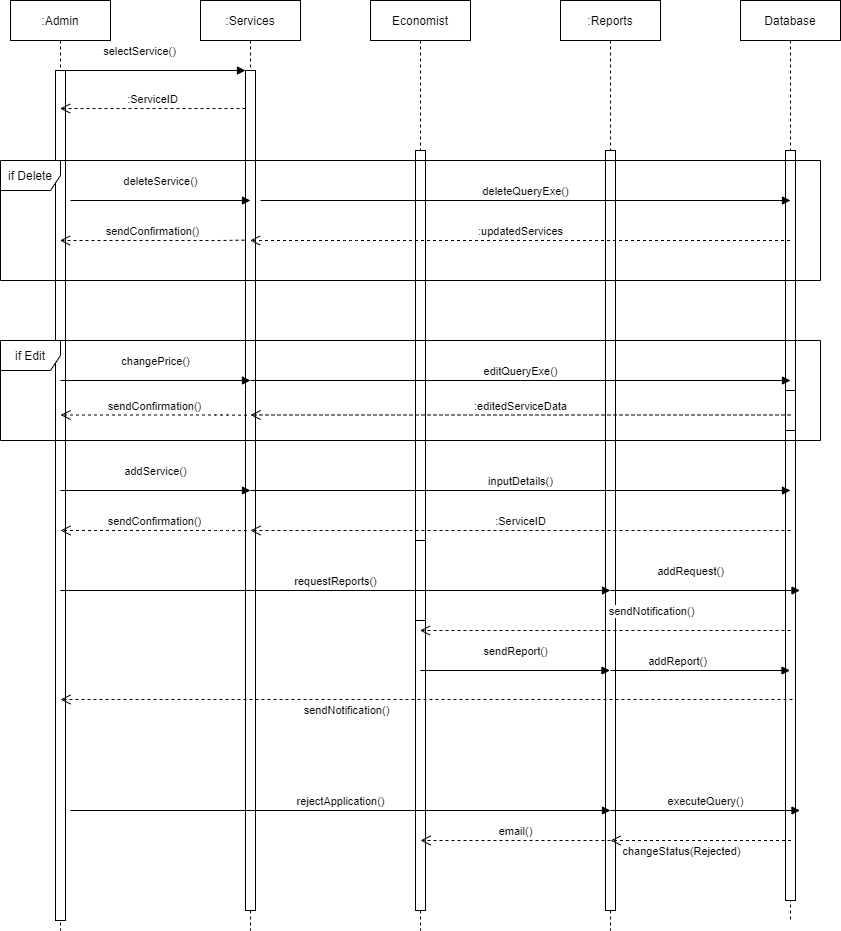 :Admin
:Services
Economist
:Reports
Database
selectService()
:ServiceID
if Delete
deleteService()
deleteQueryExe()
sendConfirmation()
:updatedServices
if Edit
changePrice()
editQueryExe()
sendConfirmation()
:editedServiceData
addService()
inputDetails()
sendConfirmation()
:ServiceID
requestReports()
addRequest()
sendNotification()
sendReport()
addReport()
sendNotification()
rejectApplication()
executeQuery()
email()
changeStatus(Rejected)